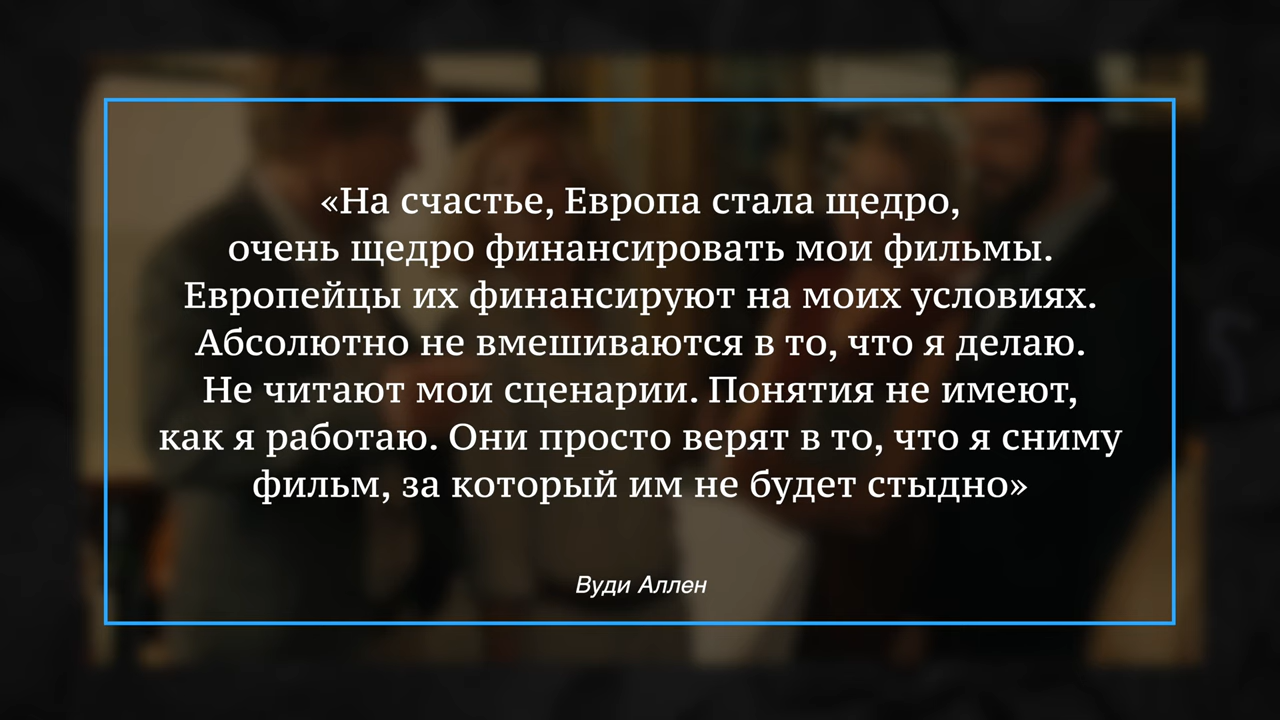 «На счастье, Европа стала щедро,
очень щедро финансировать мои фильмы.
Европейцы их финансируют на моих условиях.
Абсолютно не вмешиваются в то, что я делаю.
Не читают мои сценарии. Понятия не имеют,
как я работаю. Они просто верят в то, что я сниму
фильм, за который им не будет стыдно»
Вуди Аллен